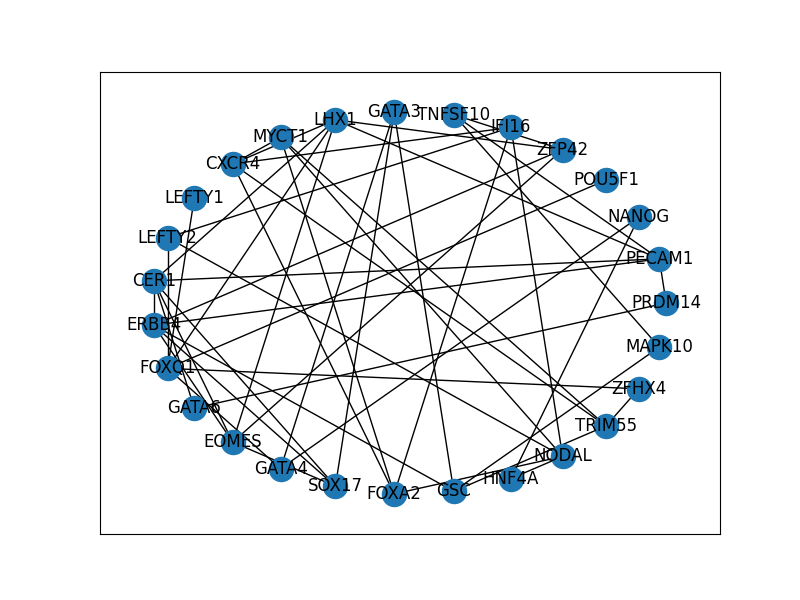 GATA3
TNFSF10
LHX1
IFI16
MYCT1
ZFP42
CXCR4
POU5F1
LEFTY1
NANOG
LEFTY2
PECAM1
CER1
PRDM14
ERBB4
MAPK10
FOXO1
ZFHX4
GATA6
TRIM55
EOMES
NODAL
GATA4
HNF4A
SOX17
GSC
FOXA2